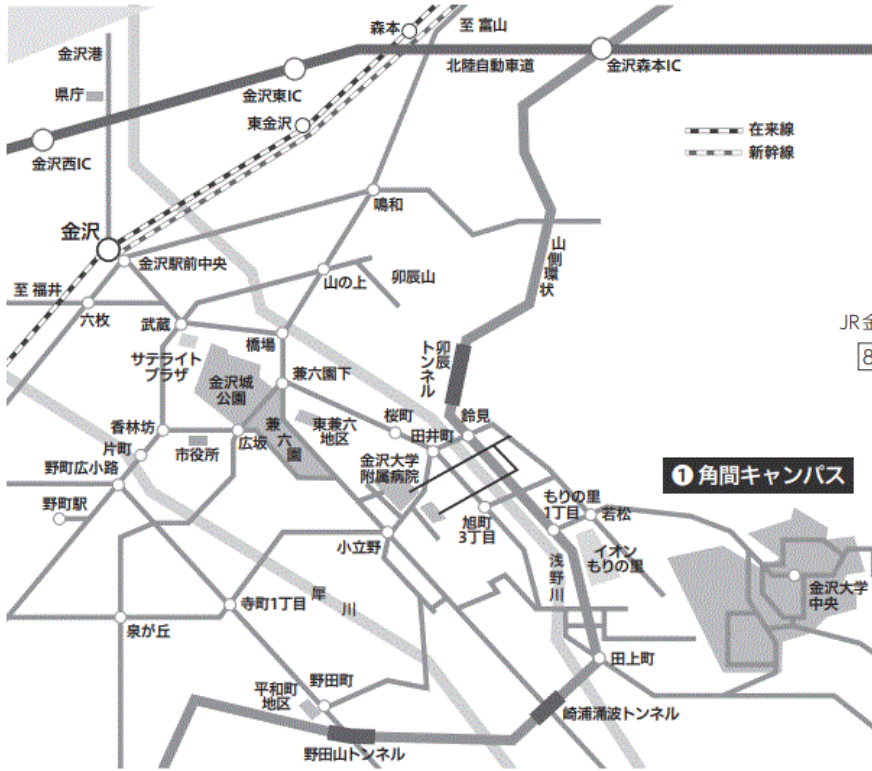 森本
至 富山
金沢港
北陸自動車道
金沢森本IC
県庁
金沢東IC
東金沢
在来線
新幹線
金沢西IC
鳴和
金沢
金沢駅前中央
山側環状
至 福井
山の上
卯辰山
六枚
武蔵
橋場
JR金
8
サテライト
プラザ
卯辰
トンネル
金沢城
公園
兼六園下
香林坊
広坂
兼六園
東兼六
地区
桜町
鈴見
田井町
片町
市役所
野町広小路
金沢大学
附属病院
❶ 角間キャンパス
野町駅
旭町
3丁目
もりの里
1丁目
若松
小立野
浅野川
イオン
もりの里
金沢大学
中央
寺町1丁目
犀川
泉が丘
田上町
野田町
平和町
地区
崎浦涌波トンネル
野田山トンネル